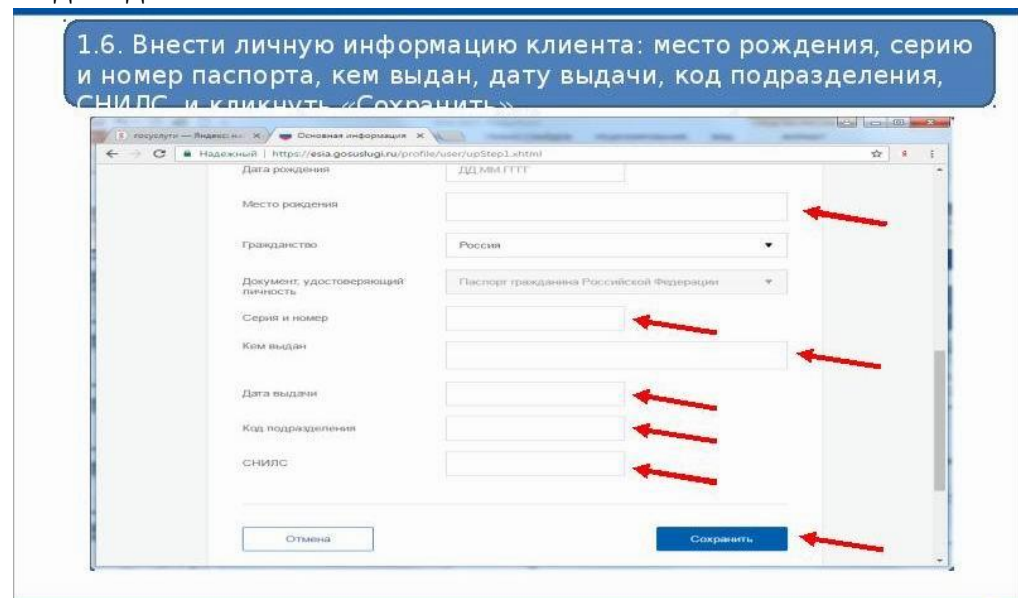 1.6. Внести личную информацию клиента: место рождения, серию
и номер паспорта, кем выдан, дату выдачи, код подразделения,
СНИЛС и кликнуть «Сохранить»
госуслуги — Яндекс:
Основная информация
Надежный | https://esia.gosuslugi.ru/profile/user/upStep1.xhtml
Дата рождения
ДД.ММ.ГГГГ
Место рождения
Гражданство
Россия
Документ, удостоверяющий
личность
Паспорт гражданина Российской Федерации
Серия и номер
Кем выдан
Дата выдачи
Код подразделения
СНИЛС
Отмена
Сохранить